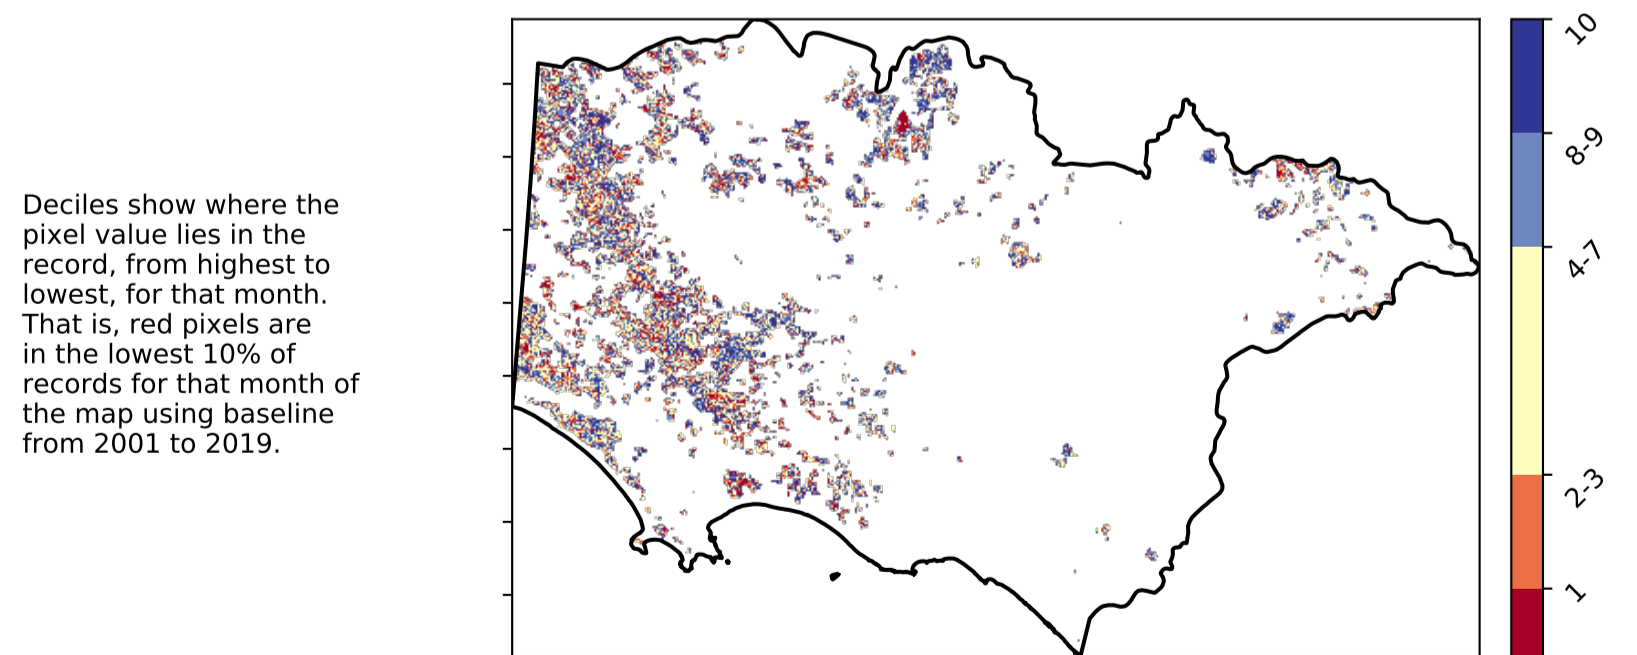 Deciles show where the
pixel value lies in the
record, from highest to
lowest, for that month.
That is, red pixels are
in the lowest 10% of
records for that month of
the map using baseline
from 2001 to 2019.
10
8-9
4-7
2-3
1